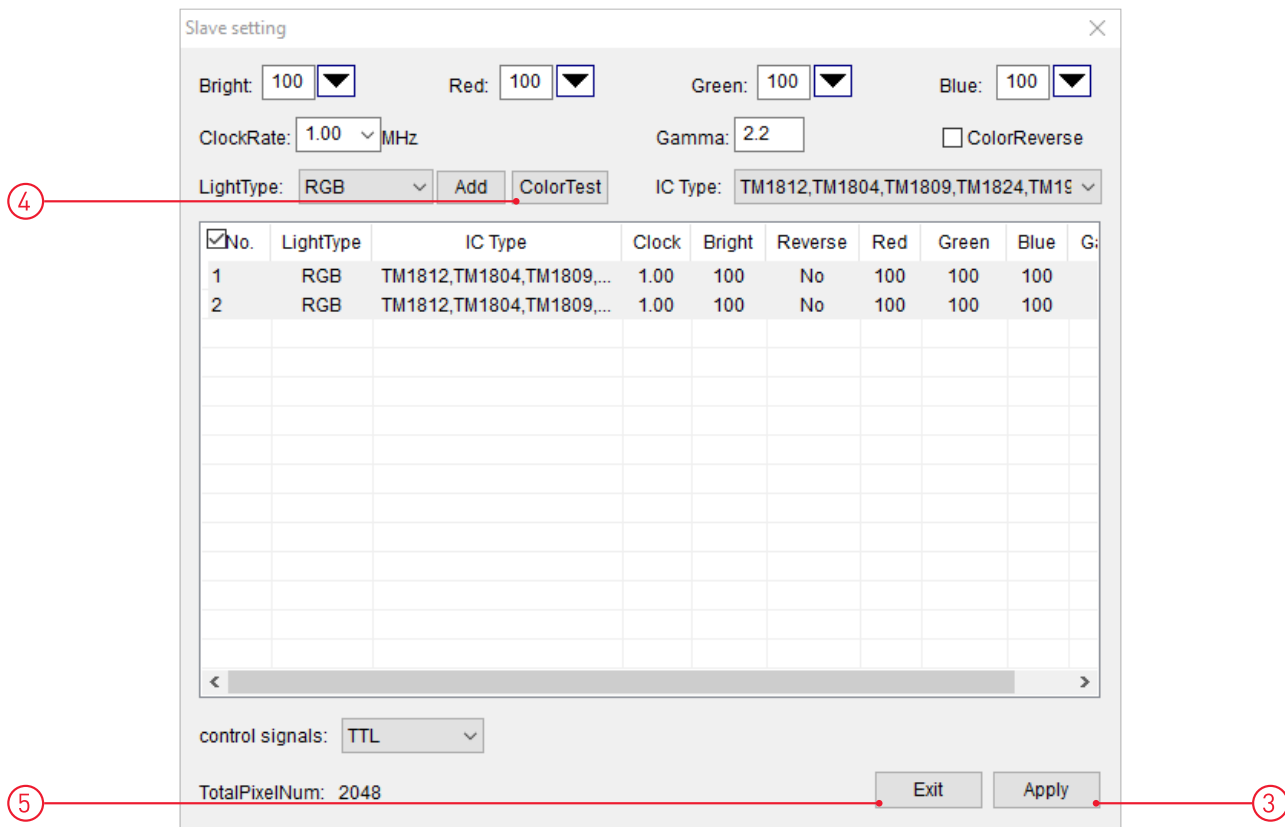 Slave setting
Bright: 100 Red: 100 Green: 100 Blue: 100
ClockRate: 1.00 MHz Gamma: 2.2 ColorReverse
4 LightType: RGB Add ColorTest IC Type: TM1812,TM1804,TM1809,TM1824,TM19
No. LightType IC Type Clock Bright Reverse Red Green Blue Ga
1 RGB TM1812,TM1804,TM1809,... 1.00 100 No 100 100 100
2 RGB TM1812,TM1804,TM1809,... 1.00 100 No 100 100 100
control signals: TTL
5 TotalPixelNum: 2048 Exit Apply 3